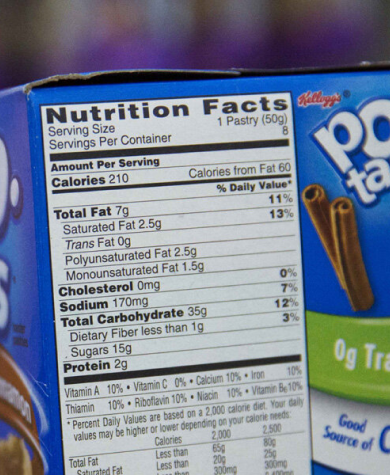 Nutrition Facts
Serving Size 1 Pastry (50g)
Servings Per Container 8
Amount Per Serving
Calories 210 Calories from Fat 60
% Daily Value*
Total Fat 7g 11%
Saturated Fat 2.5g 13%
Trans Fat 0g
Polyunsaturated Fat 2.5g
Monounsaturated Fat 1.5g
Cholesterol 0mg 0%
Sodium 170mg 7%
Total Carbohydrate 35g 12%
Dietary Fiber less than 1g 3%
Sugars 15g
Protein 2g
Vitamin A 10% • Vitamin C 0% • Calcium 10% • Iron 10%
Thiamin 10% • Riboflavin 10% • Niacin 10% • Vitamin B₆ 10%
* Percent Daily Values are based on a 2,000 calorie diet. Your daily
values may be higher or lower depending on your calorie needs:
Calories 2,000 2,500
Total Fat Less than 65g 80g
Saturated Fat Less than 20g 25g
300mg 300mg
Kellogg's
Po
ta
0g Tra
Good
Source of